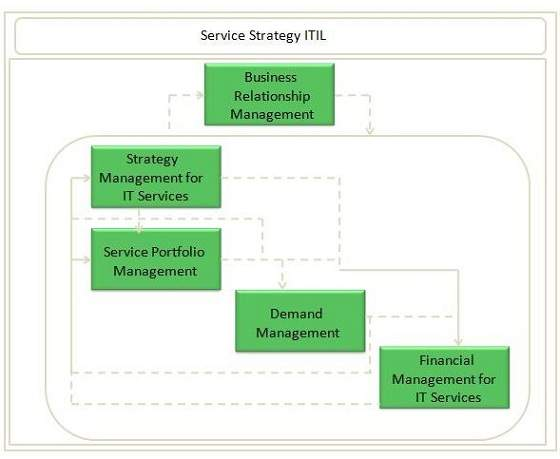 Service Strategy ITIL
Business
Relationship
Management
Strategy
Management for
IT Services
Service Portfolio
Management
Demand
Management
Financial
Management for
IT Services